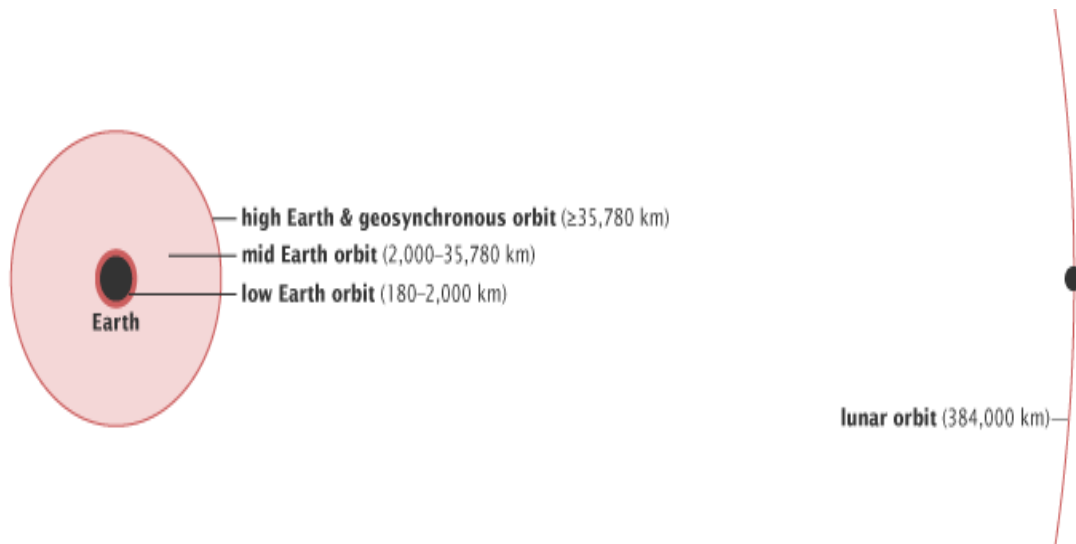 high Earth & geosynchronous orbit (≥35,780 km)
mid Earth orbit (2,000–35,780 km)
low Earth orbit (180–2,000 km)
Earth
lunar orbit (384,000 km)